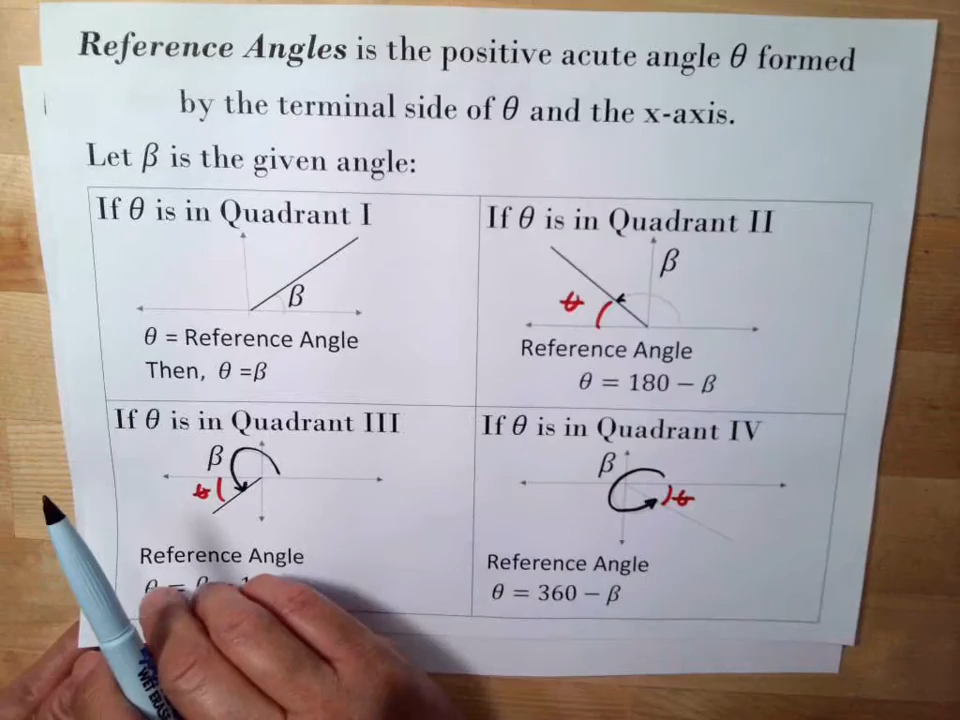 Reference Angles is the positive acute angle θ formed
by the terminal side of θ and the x-axis.
Let β is the given angle:
If θ is in Quadrant I
β
θ = Reference Angle
Then, θ =β
If θ is in Quadrant II
β
θ
Reference Angle
θ = 180 − β
If θ is in Quadrant III
β
θ
Reference Angle
If θ is in Quadrant IV
β
θ
Reference Angle
θ = 360 − β
WET ERASE